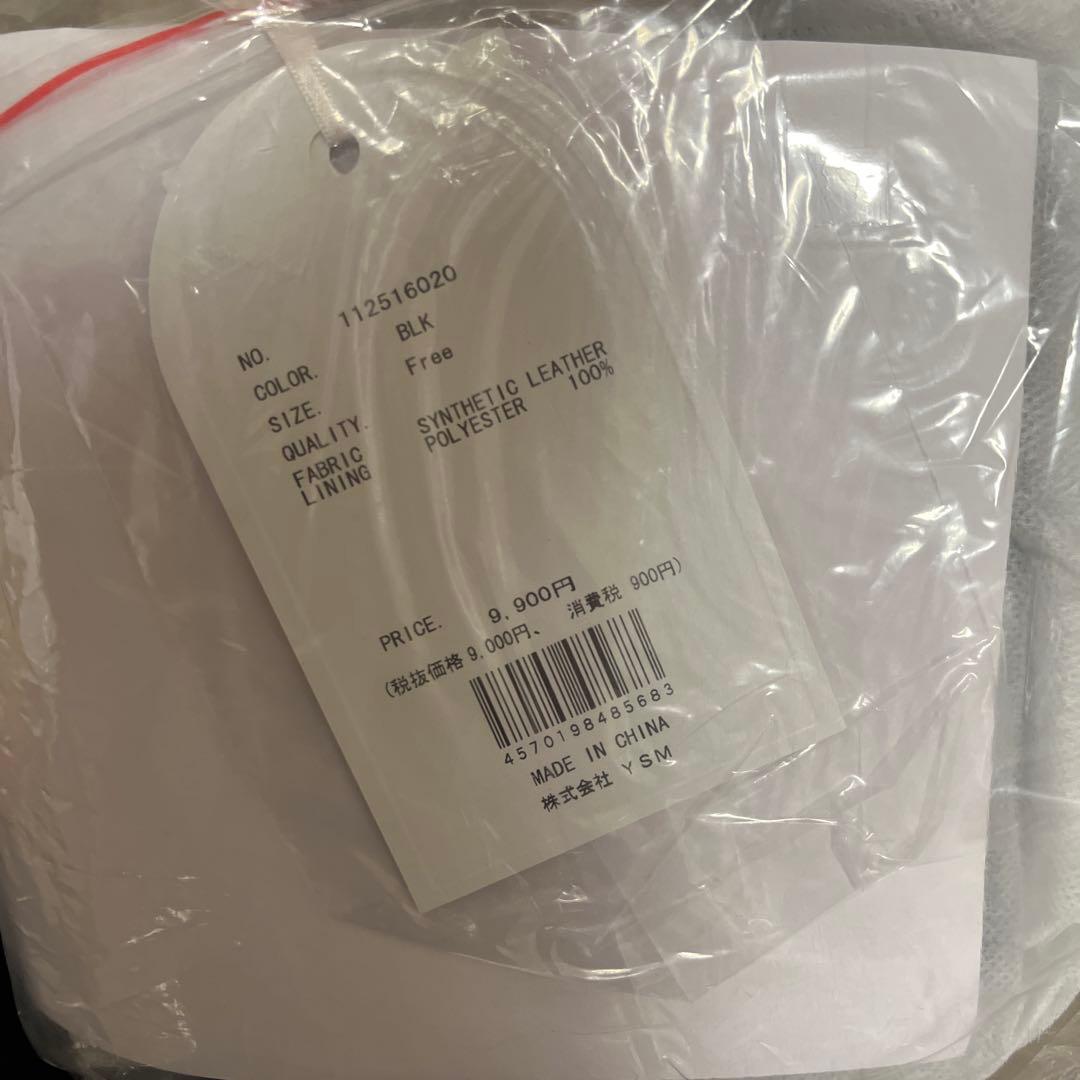 NO. 112516020
COLOR. BLK
SIZE. Free
QUALITY.
FABRIC SYNTHETIC LEATHER
LINING POLYESTER 100%
PRICE. 9,900円
(税抜価格 9,000円、 消費税 900円)
4570198485683
MADE IN CHINA
株式会社 YSM